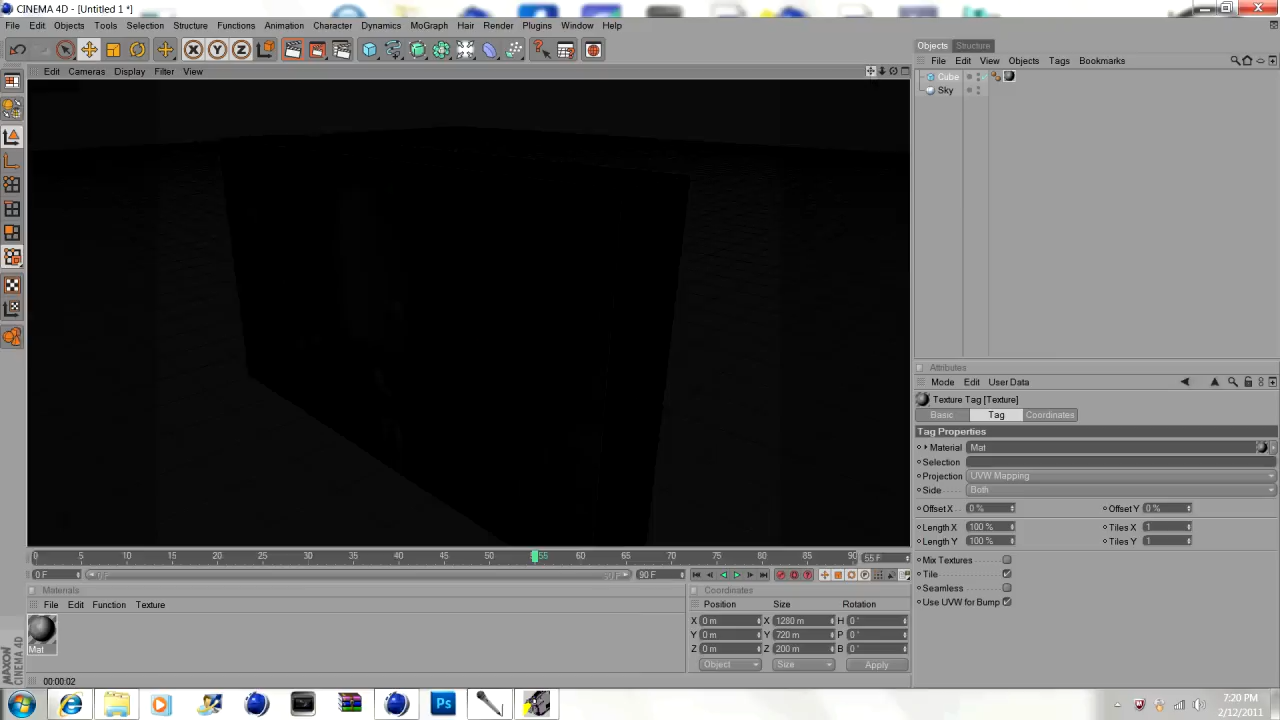 CINEMA 4D - [Untitled 1 *]
File Edit Objects Tools Selection Structure Functions Animation Character Dynamics MoGraph Hair Render Plugins Window Help
X Y Z
Objects Structure
File Edit View Objects Tags Bookmarks
Edit Cameras Display Filter View
Cube
Sky
Attributes
Mode Edit User Data
Texture Tag [Texture]
Basic Tag Coordinates
Tag Properties
Material Mat
Selection
Projection UVW Mapping
Side Both
Offset X 0 % Offset Y 0 %
Length X 100 % Tiles X 1
Length Y 100 % Tiles Y 1
Mix Textures
Tile
Seamless
Use UVW for Bump
0 5 10 15 20 25 30 35 40 45 50 55 60 65 70 75 80 85 90 55 F
0 F 90 F
Materials
File Edit Function Texture
Mat
Coordinates
Position Size Rotation
X 0 m X 1280 m H 0 °
Y 0 m Y 720 m P 0 °
Z 0 m Z 200 m B 0 °
Object Size Apply
MAXON CINEMA 4D
00:00:02
Ps
7:20 PM
2/12/2011